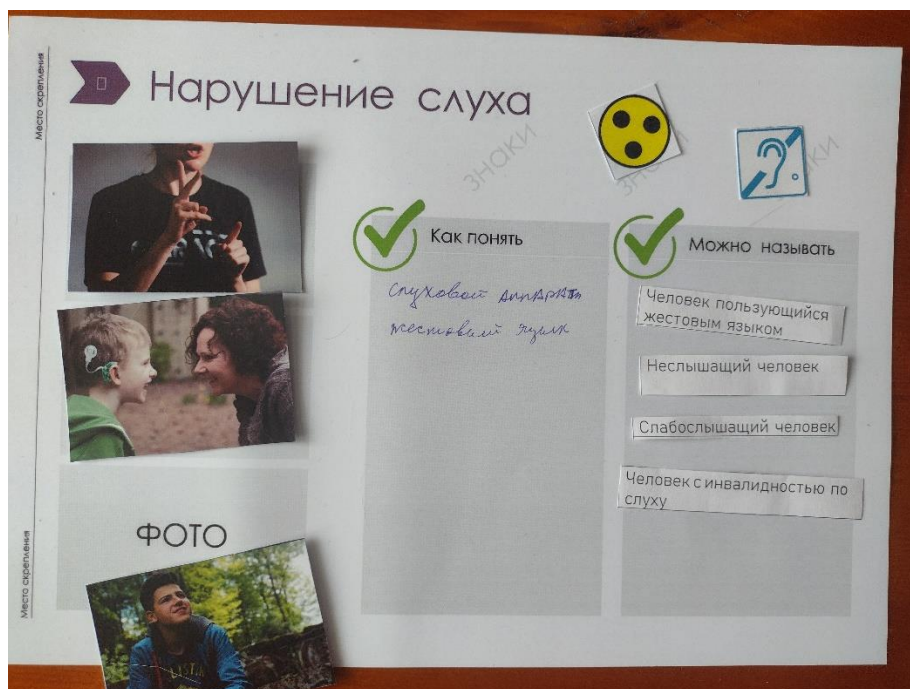 Место скрепления
Нарушение слуха
знаки
знаки
Как понять
Слуховой аппаратъ
жестовый язык
Можно называть
Человек пользующийся
жестовым языком
Неслышащий человек
Слабослышащий человек
Человек с инвалидностью по
слуху
ФОТО
Место скрепления